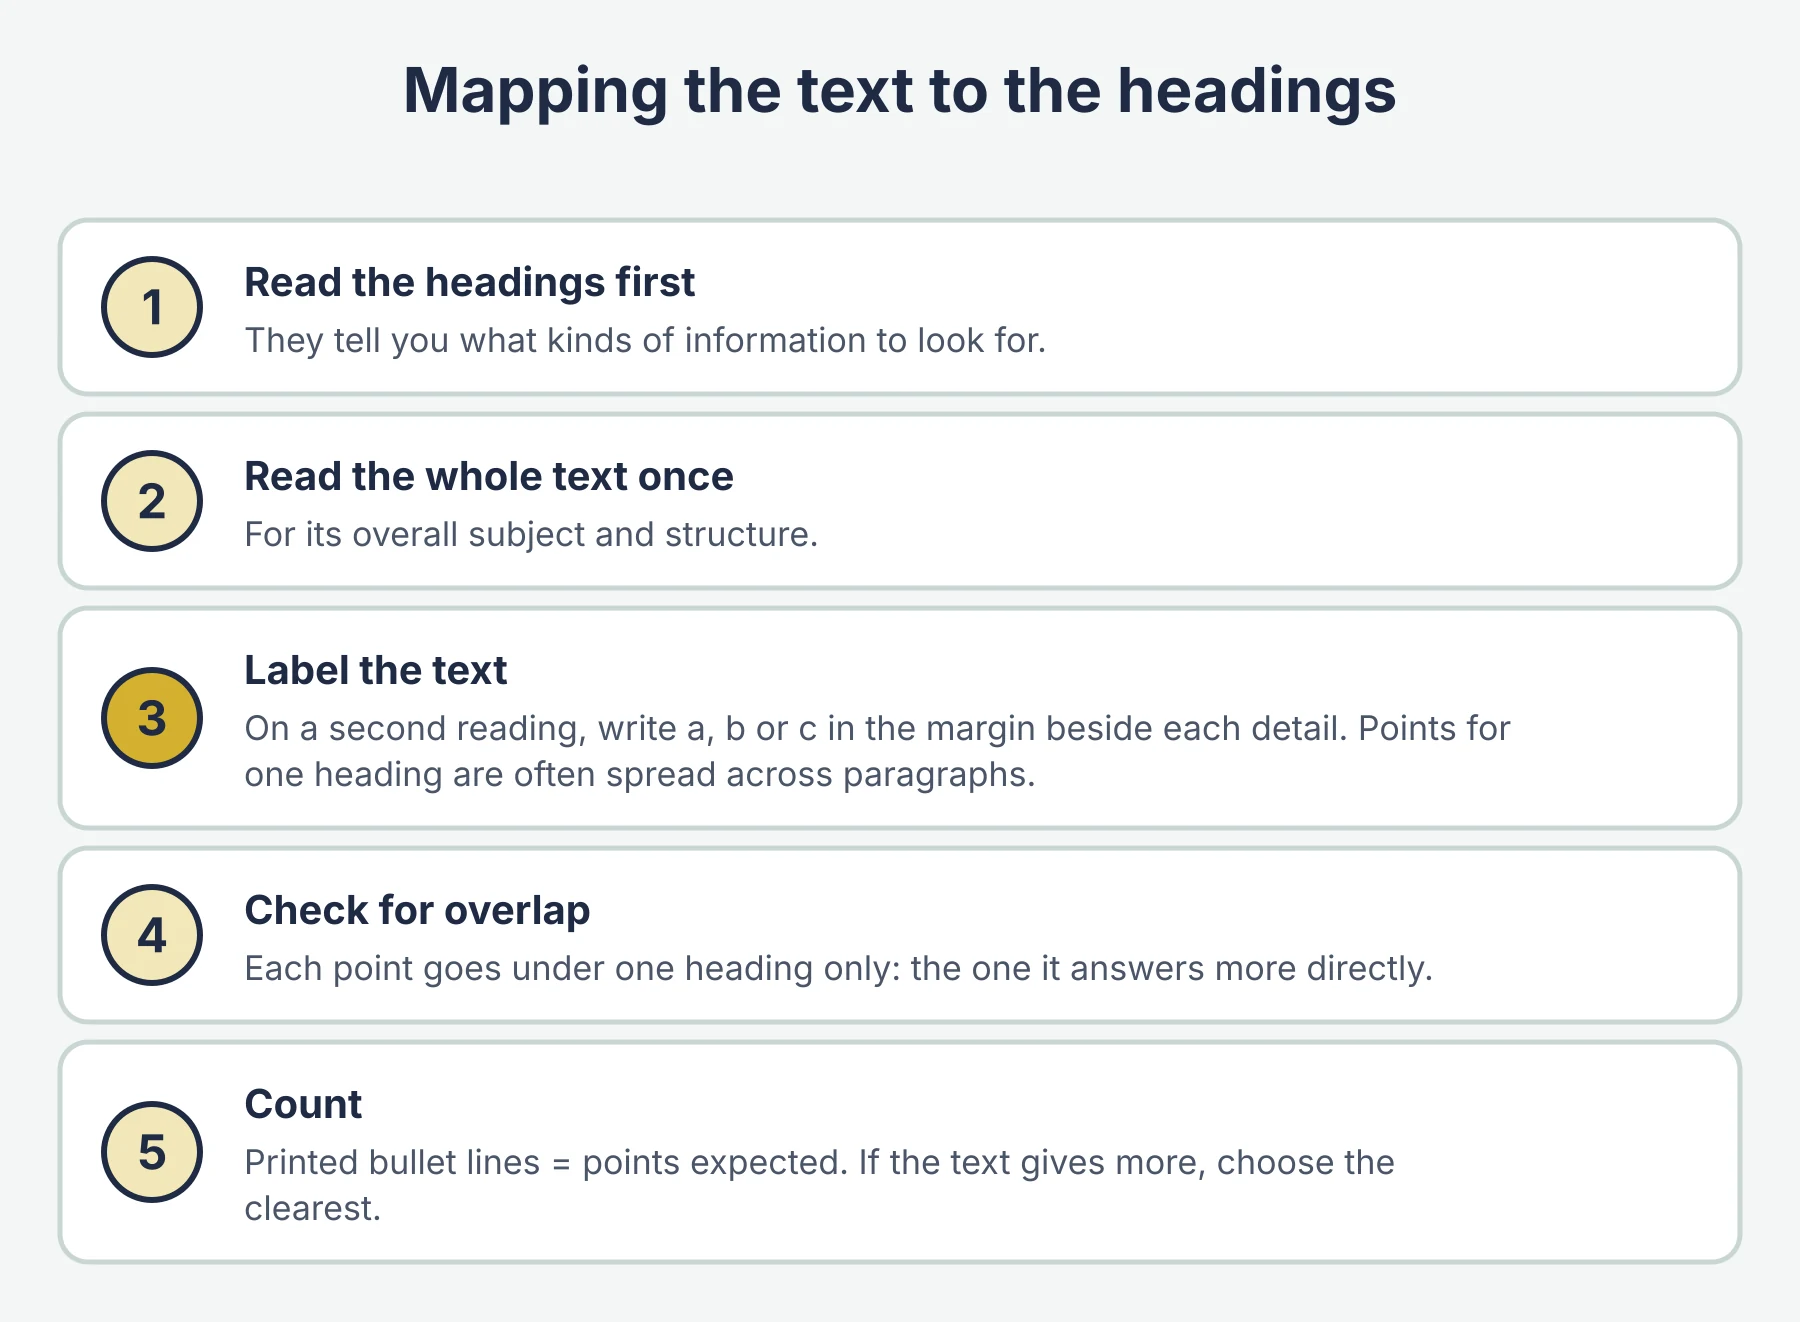 Mapping the text to the headings
1
Read the headings first
They tell you what kinds of information to look for.
2
Read the whole text once
For its overall subject and structure.
3
Label the text
On a second reading, write a, b or c in the margin beside each detail. Points for
one heading are often spread across paragraphs.
4
Check for overlap
Each point goes under one heading only: the one it answers more directly.
5
Count
Printed bullet lines = points expected. If the text gives more, choose the
clearest.